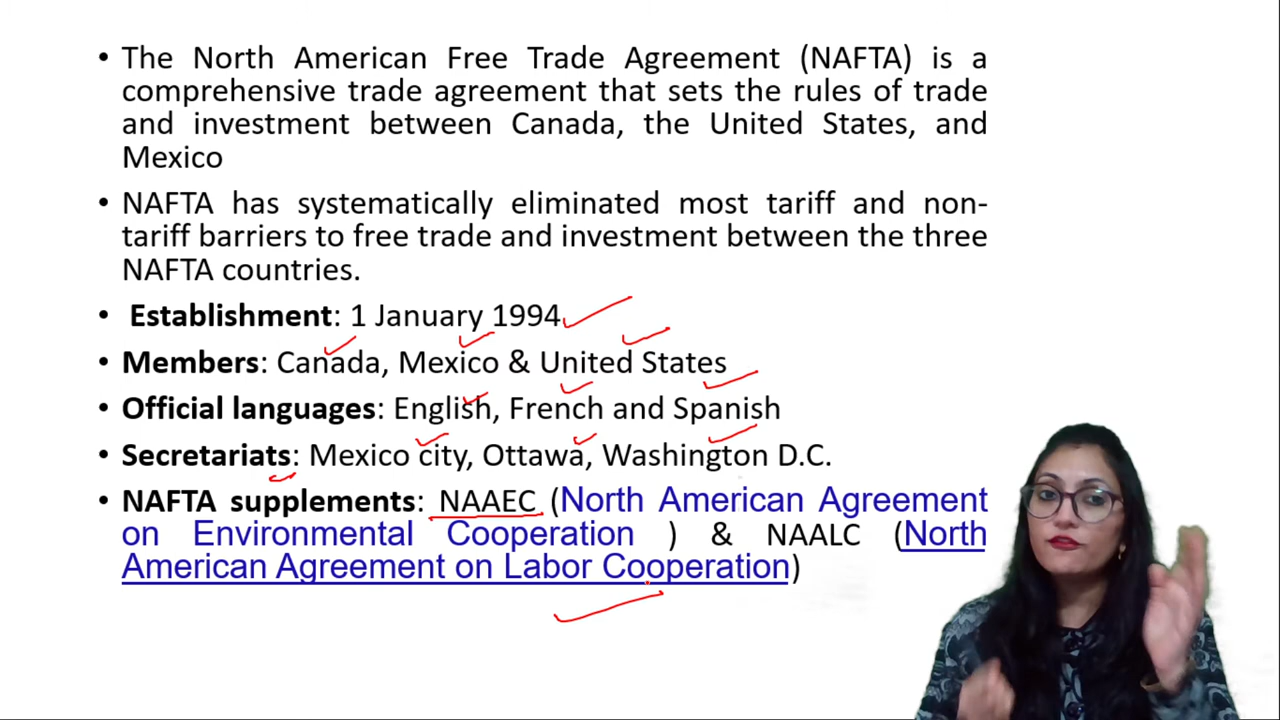 • The North American Free Trade Agreement (NAFTA) is a
comprehensive trade agreement that sets the rules of trade
and investment between Canada, the United States, and
Mexico
• NAFTA has systematically eliminated most tariff and non-
tariff barriers to free trade and investment between the three
NAFTA countries.
• Establishment: 1 January 1994
• Members: Canada, Mexico & United States
• Official languages: English, French and Spanish
• Secretariats: Mexico city, Ottawa, Washington D.C.
• NAFTA supplements: NAAEC (North American Agreement
on Environmental Cooperation ) & NAALC (North
American Agreement on Labor Cooperation)